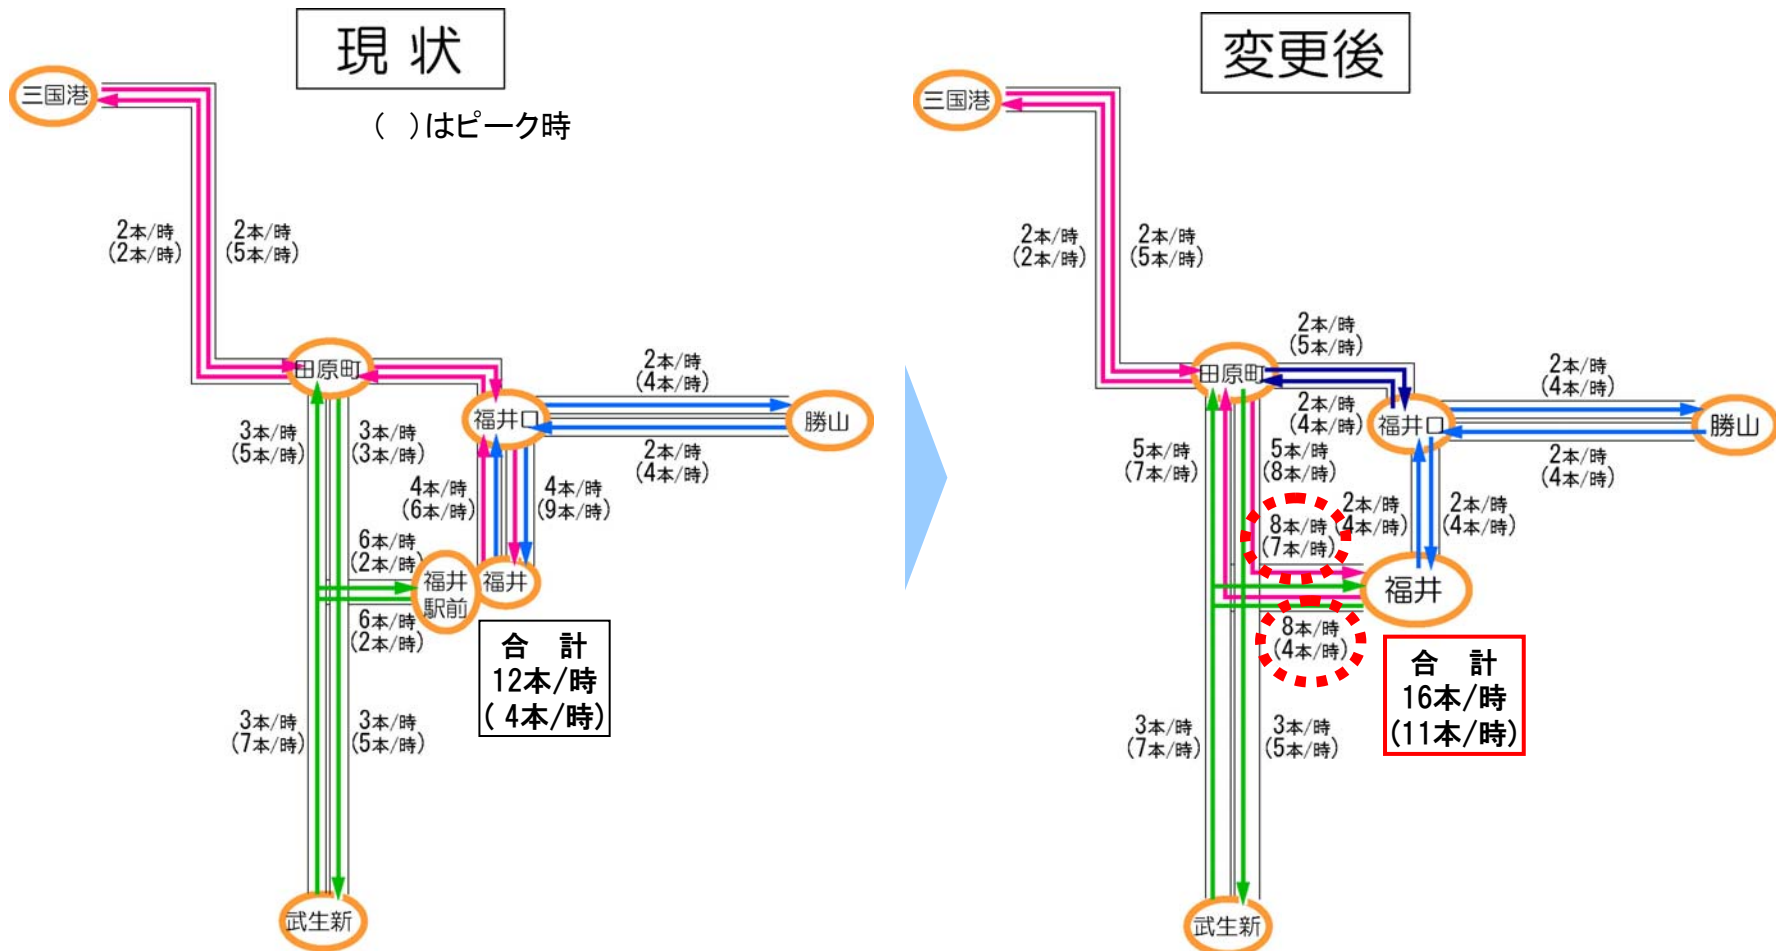 現 状
( )はピーク時
三国港
2本/時
(2本/時)
2本/時
(5本/時)
田原町
福井口
2本/時
(4本/時)
勝山
2本/時
(4本/時)
3本/時
(5本/時)
3本/時
(3本/時)
4本/時
(6本/時)
4本/時
(9本/時)
6本/時
(2本/時)
福井
駅前
福井
6本/時
(2本/時)
合 計
12本/時
( 4本/時)
3本/時
(7本/時)
3本/時
(5本/時)
武生新
変更後
三国港
2本/時
(2本/時)
2本/時
(5本/時)
2本/時
(5本/時)
田原町
2本/時
(4本/時)
福井口
2本/時
(4本/時)
勝山
2本/時
(4本/時)
5本/時
(7本/時)
5本/時
(8本/時)
2本/時
(4本/時)
2本/時
(4本/時)
8本/時
(7本/時)
福井
8本/時
(4本/時)
合 計
16本/時
(11本/時)
3本/時
(7本/時)
3本/時
(5本/時)
武生新